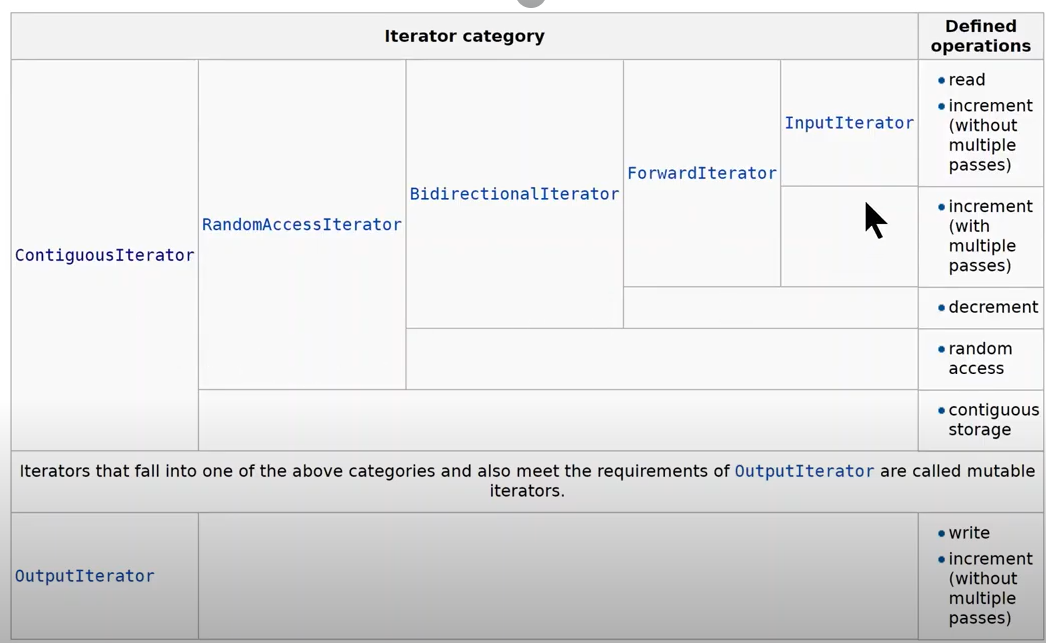 Iterator category
Defined
operations
ContiguousIterator
RandomAccessIterator
BidirectionalIterator
ForwardIterator
InputIterator
read
increment
(without
multiple
passes)
increment
(with
multiple
passes)
decrement
random
access
contiguous
storage
Iterators that fall into one of the above categories and also meet the requirements of OutputIterator are called mutable
iterators.
OutputIterator
write
increment
(without
multiple
passes)